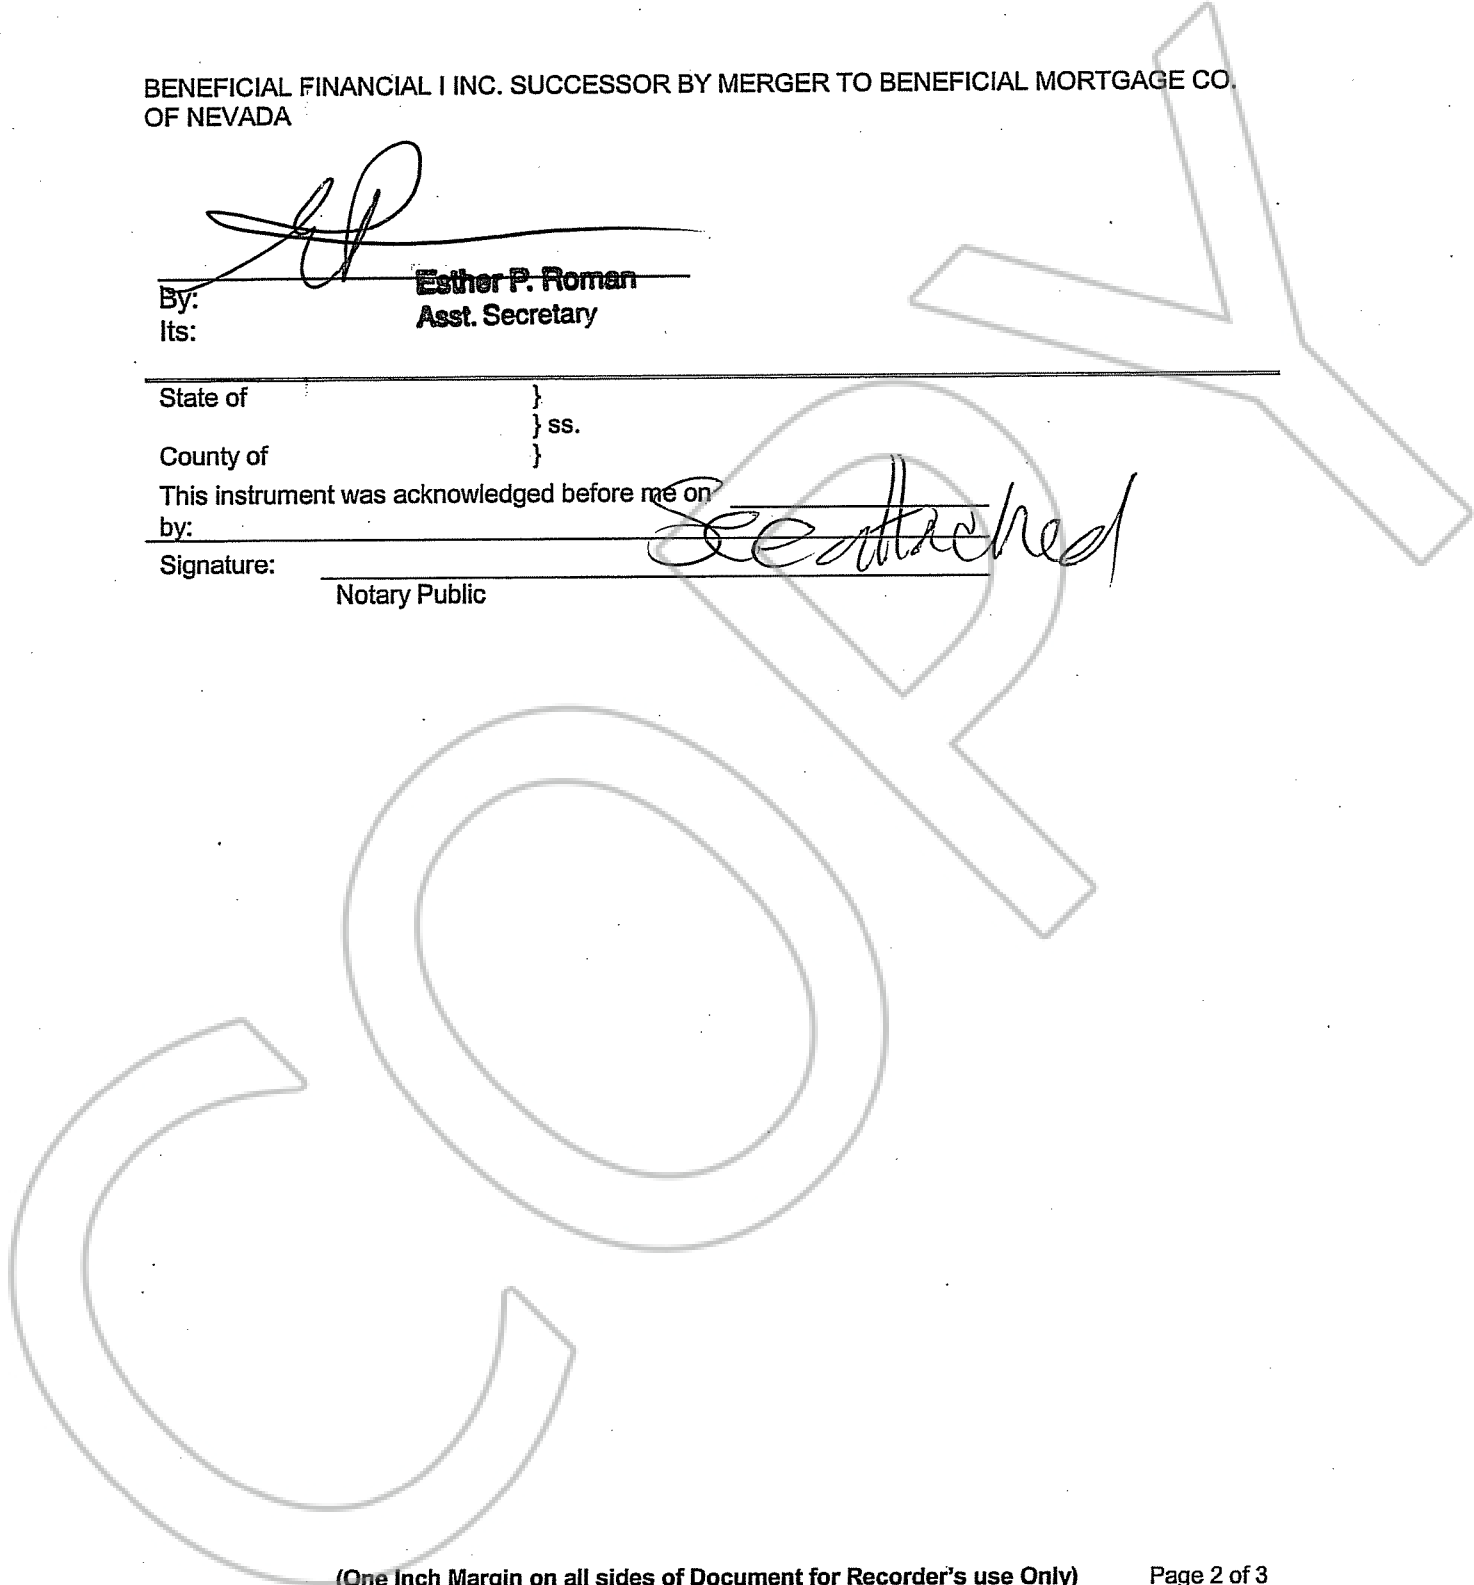 BENEFICIAL FINANCIAL I INC. SUCCESSOR BY MERGER TO BENEFICIAL MORTGAGE CO.
OF NEVADA
Esther P. Roman
By:
Asst. Secretary
Its:
State of }
} ss.
County of }
This instrument was acknowledged before me on
by:
See attached
Signature:
Notary Public
COPY
(One Inch Margin on all sides of Document for Recorder's use Only) Page 2 of 3